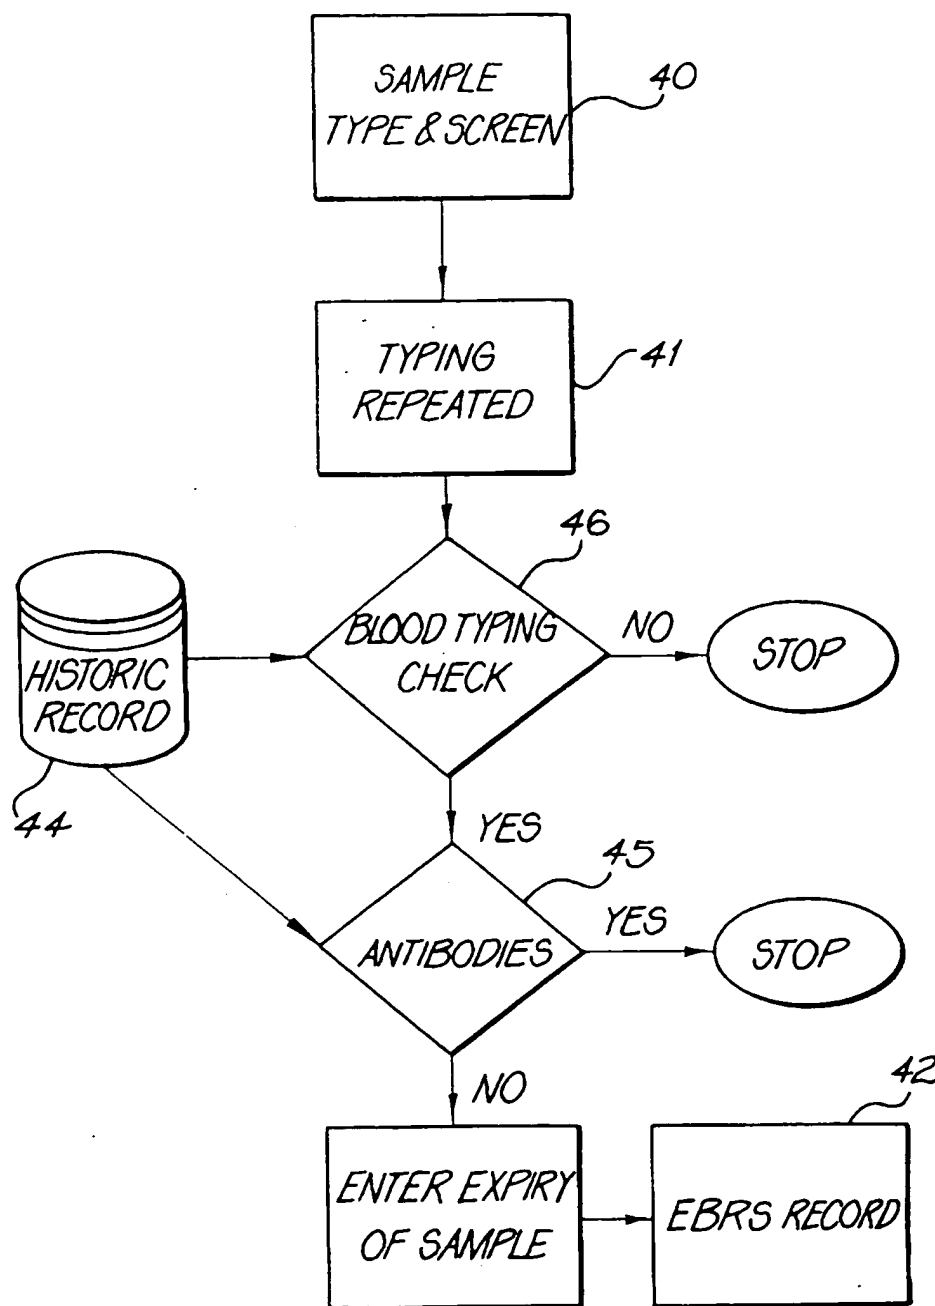 SAMPLE
TYPE & SCREEN
40
TYPING
REPEATED
41
46
BLOOD TYPING
CHECK
NO
STOP
HISTORIC
RECORD
44
YES
45
ANTIBODIES
YES
STOP
NO
42
ENTER EXPIRY
OF SAMPLE
EBRS RECORD